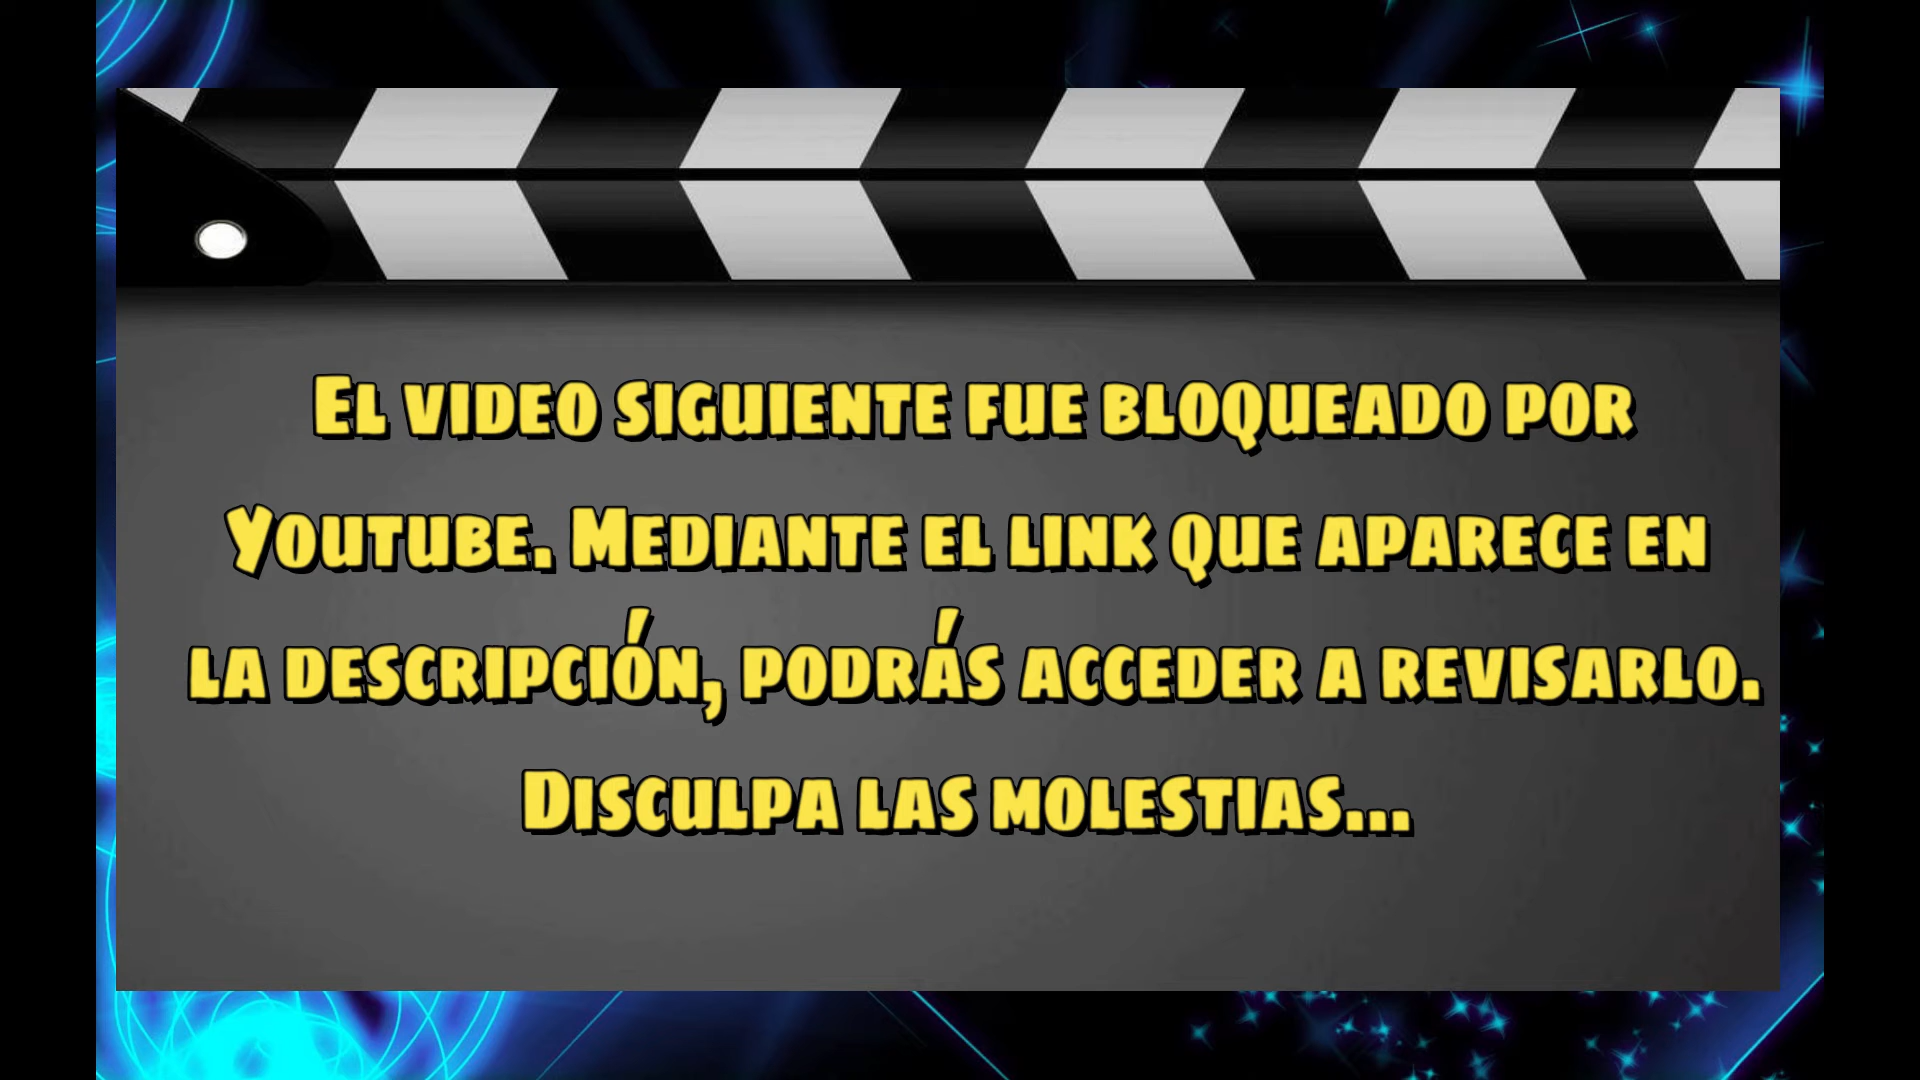 El video siguiente fue bloqueado por
Youtube. Mediante el link que aparece en
la descripción, podrás acceder a revisarlo.
Disculpa las molestias...